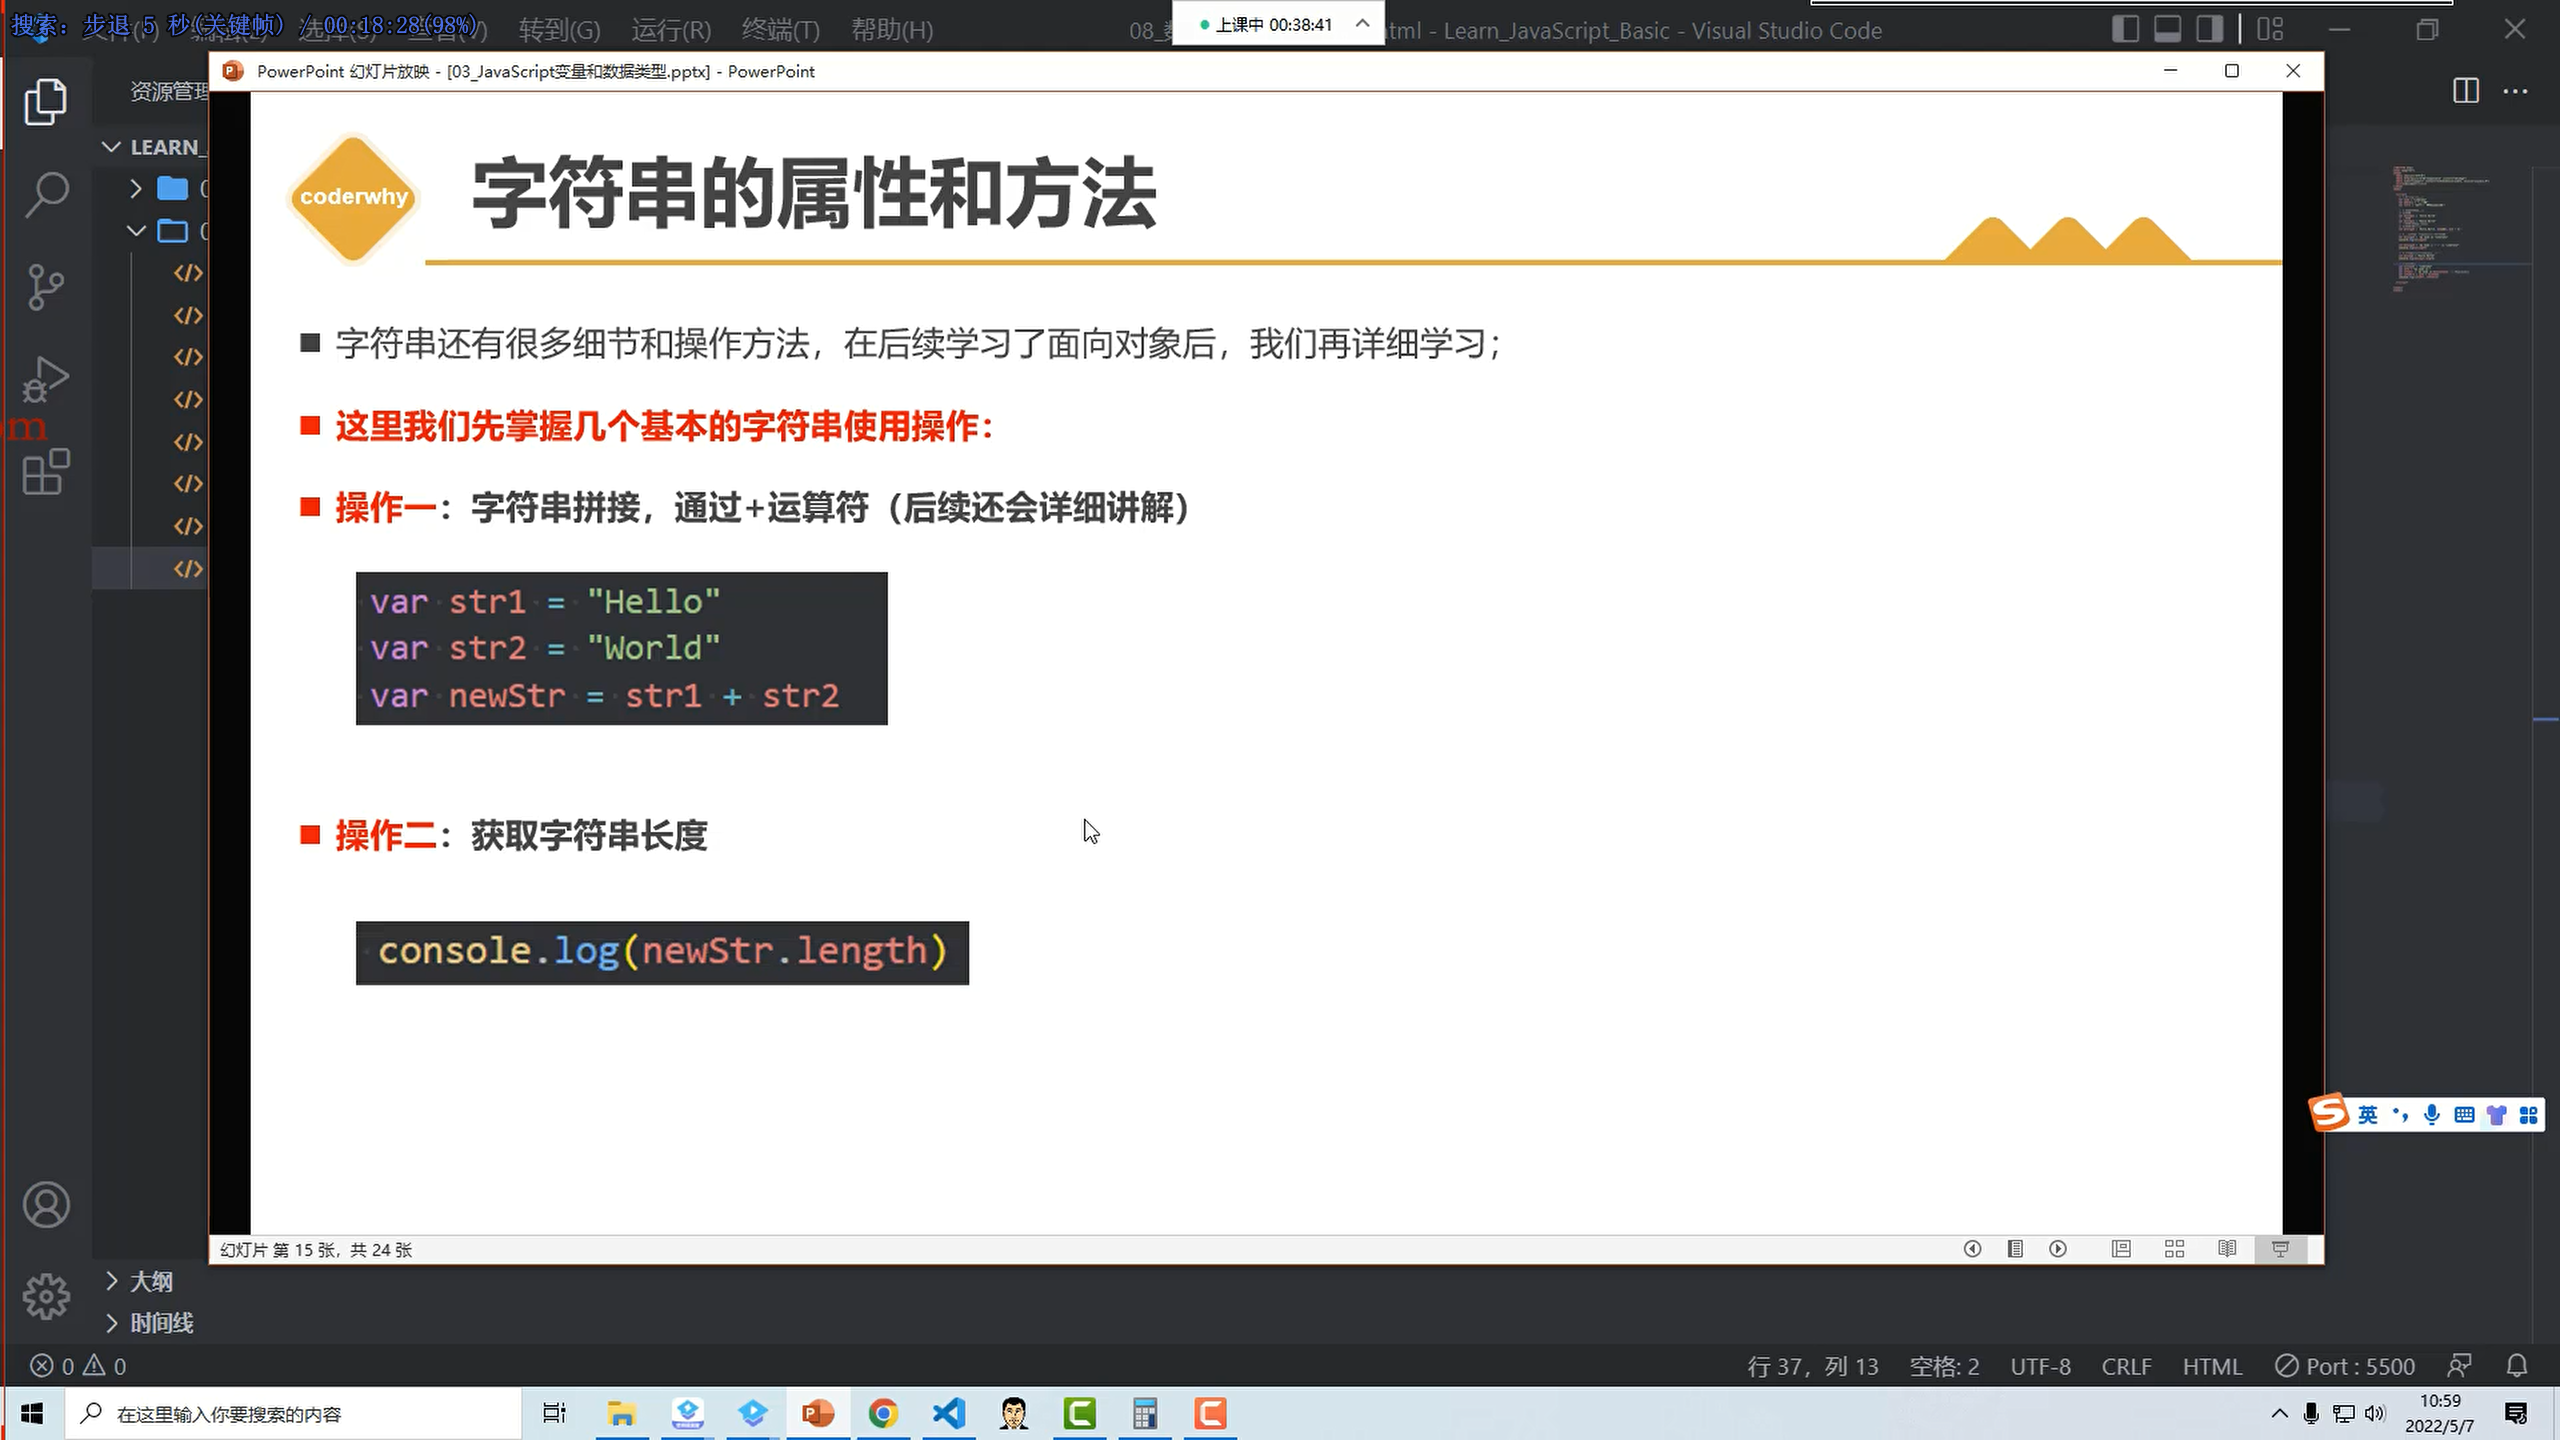 搜索: 步退 5 秒(关键帧) / 00:18:28(98%)
转到(G) 运行(R) 终端(T) 帮助(H)
上课中 00:38:41
tml - Learn_JavaScript_Basic - Visual Studio Code
PowerPoint 幻灯片放映 - [03_JavaScript变量和数据类型.pptx] - PowerPoint
资源管理
LEARN_
coderwhy
字符串的属性和方法
字符串还有很多细节和操作方法，在后续学习了面向对象后，我们再详细学习；
这里我们先掌握几个基本的字符串使用操作：
om
操作一：字符串拼接，通过+运算符（后续还会详细讲解）
var str1 = "Hello"
var str2 = "World"
var newStr = str1 + str2
操作二：获取字符串长度
console.log(newStr.length)
英
幻灯片 第 15 张，共 24 张
大纲
时间线
0 0
行 37，列 13 空格: 2 UTF-8 CRLF HTML Port : 5500
在这里输入你要搜索的内容
10:59
2022/5/7